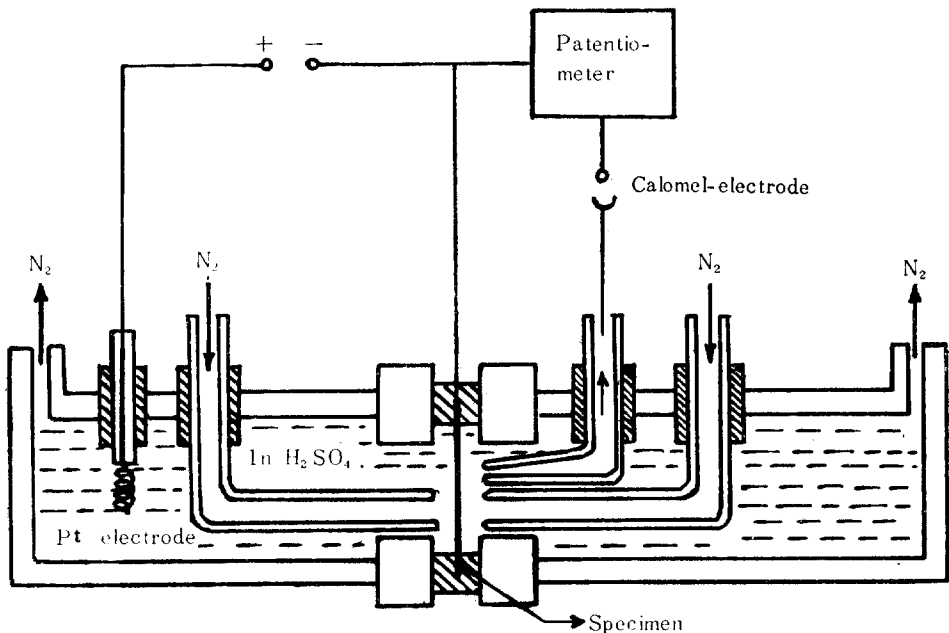 + −
Patentio-
meter
Calomel-electrode
N₂
N₂
N₂
N₂
1n H₂SO₄
Pt electrode
Specimen